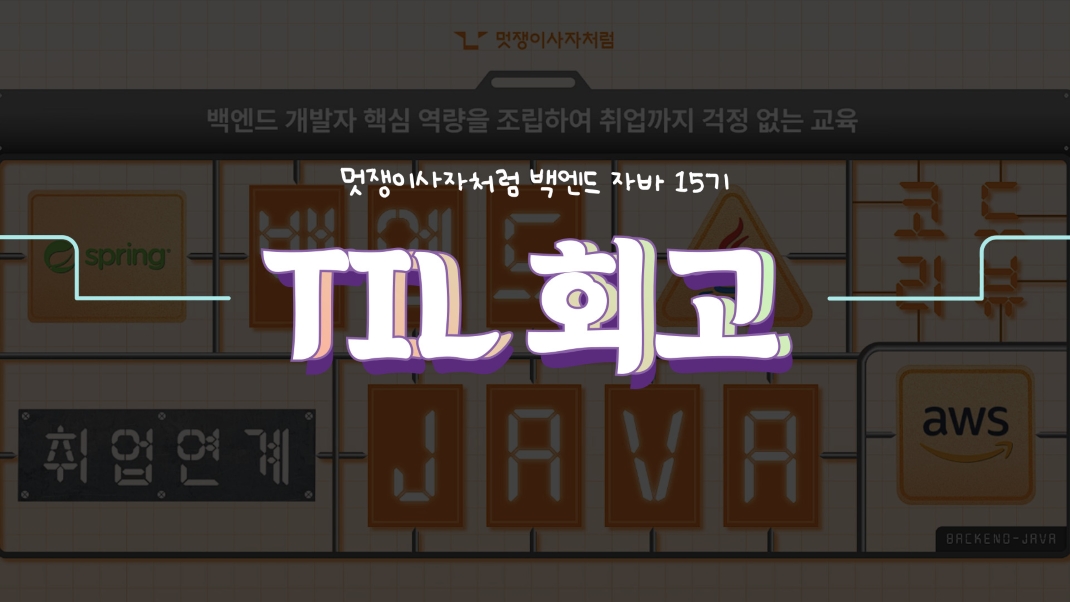 멋쟁이사자처럼
백엔드 개발자 핵심 역량을 조립하여 취업까지 걱정 없는 교육
멋쟁이사자처럼 백엔드 자바 15기
spring
백엔드
코드
리뷰
TIL 회고
취업연계
JAVA
aws
BACKEND-JAVA